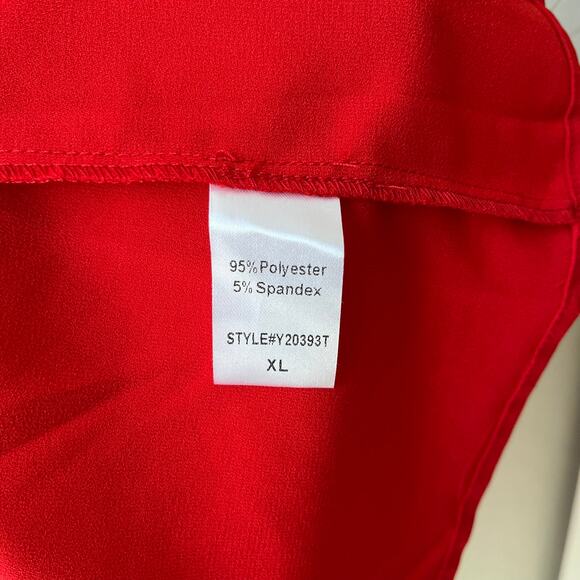 95% Polyester
5% Spandex
STYLE#Y20393T
XL